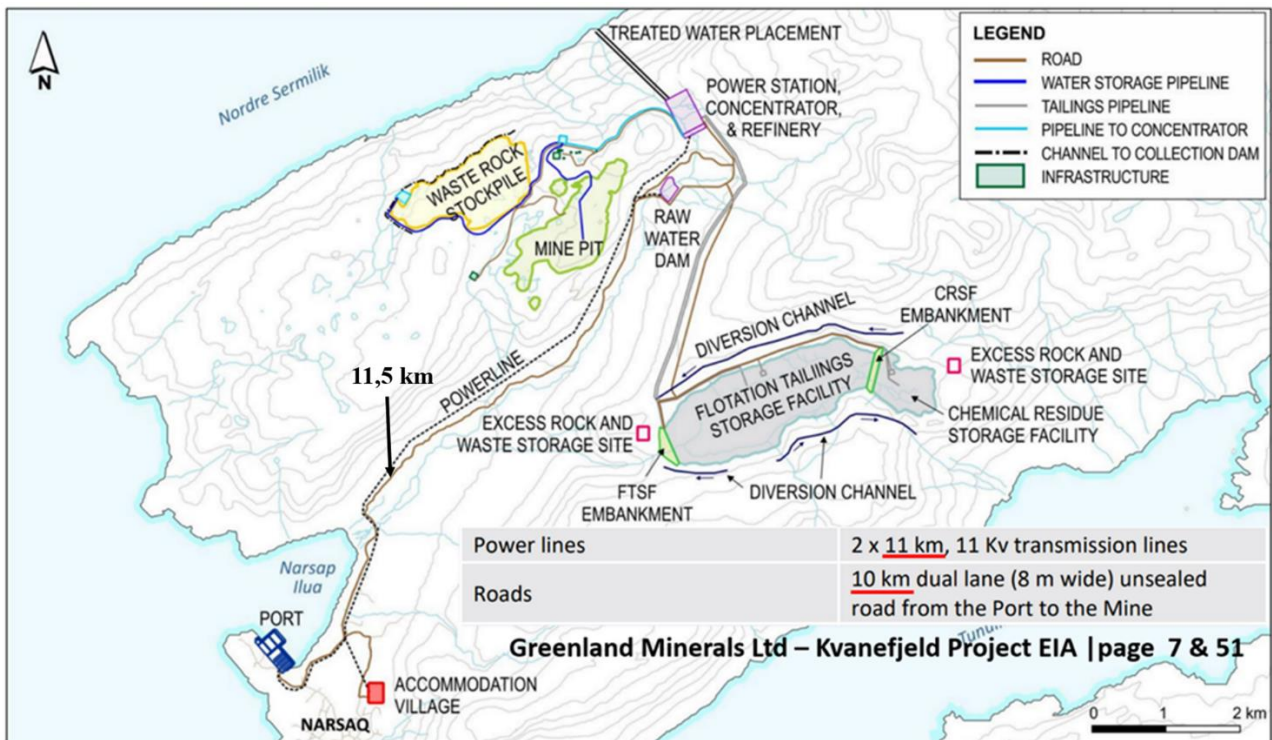 TREATED WATER PLACEMENT
POWER STATION,
CONCENTRATOR,
& REFINERY
N
Nordre Sermilik
LEGEND
ROAD
WATER STORAGE PIPELINE
TAILINGS PIPELINE
PIPELINE TO CONCENTRATOR
CHANNEL TO COLLECTION DAM
INFRASTRUCTURE
WASTE ROCK
STOCKPILE
MINE PIT
RAW
WATER
DAM
CRSF
EMBANKMENT
DIVERSION CHANNEL
EXCESS ROCK AND
WASTE STORAGE SITE
11,5 km
POWERLINE
FLOTATION TAILINGS
STORAGE FACILITY
EXCESS ROCK AND
WASTE STORAGE SITE
CHEMICAL RESIDUE
STORAGE FACILITY
FTSF
EMBANKMENT
DIVERSION CHANNEL
Power lines
2 x 11 km, 11 Kv transmission lines
Roads
10 km dual lane (8 m wide) unsealed
road from the Port to the Mine
Narsap
Ilua
PORT
Greenland Minerals Ltd – Kvanefjeld Project EIA |page 7 & 51
ACCOMMODATION
VILLAGE
NARSAQ
0 1 2 km